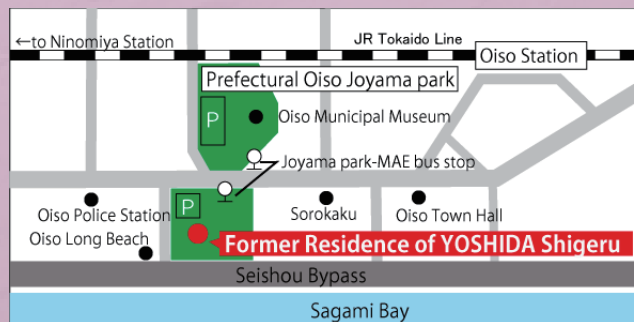 ←to Ninomiya Station
JR Tokaido Line
Oiso Station
Prefectural Oiso Joyama park
P
Oiso Municipal Museum
Joyama park-MAE bus stop
P
Oiso Police Station
Sorokaku
Oiso Town Hall
Oiso Long Beach
Former Residence of YOSHIDA Shigeru
Seishou Bypass
Sagami Bay